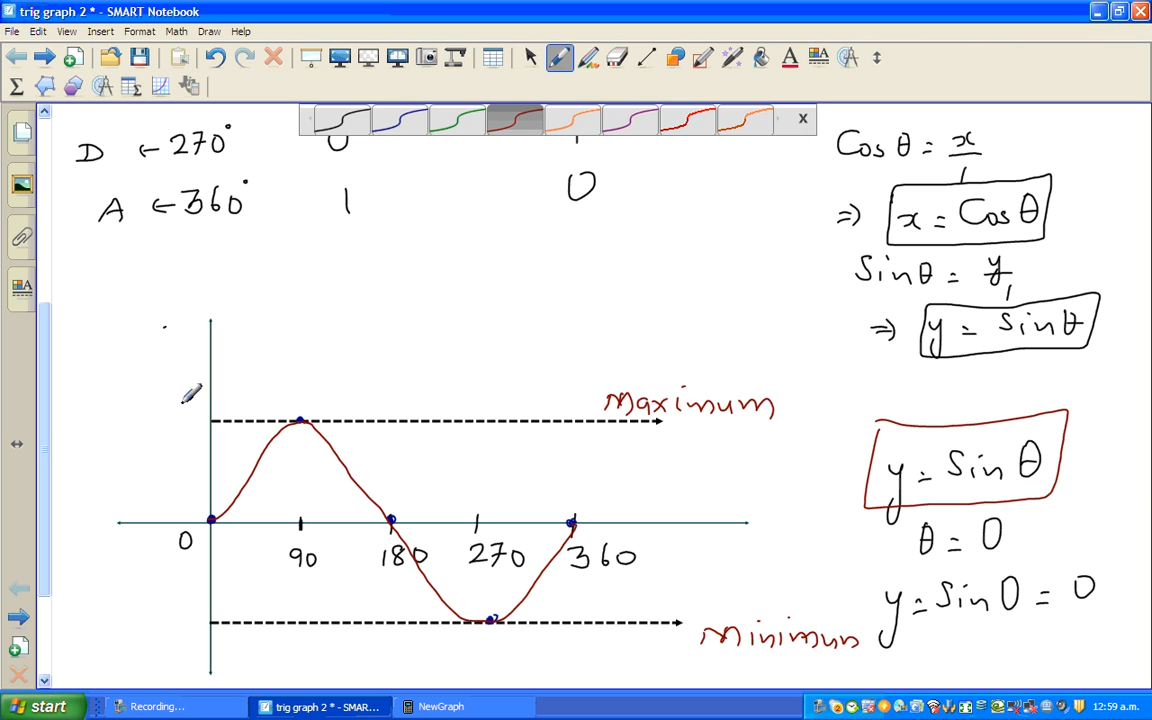 trig graph 2 * - SMART Notebook
File Edit View Insert Format Math Draw Help
D ← 270° 0
A ← 360° 1 0
Cos θ = x/1
⇒ x = Cos θ
Sin θ = y/1
⇒ y = Sin θ
Maximum
y = Sin θ
0 90 180 270 360
θ = 0
y = Sin 0 = 0
Minimum
start Recording... trig graph 2 * - SMAR... NewGraph 12:59 a.m.